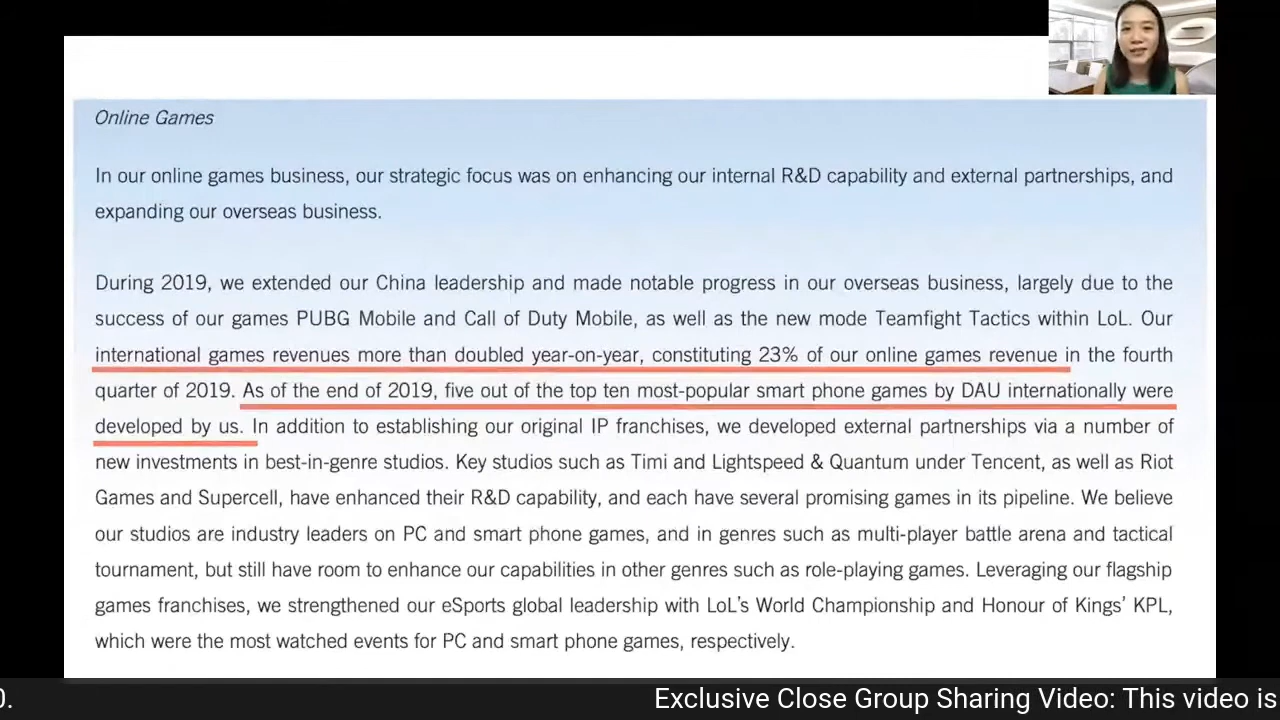 Online Games
In our online games business, our strategic focus was on enhancing our internal R&D capability and external partnerships, and
expanding our overseas business.
During 2019, we extended our China leadership and made notable progress in our overseas business, largely due to the
success of our games PUBG Mobile and Call of Duty Mobile, as well as the new mode Teamfight Tactics within LoL. Our
international games revenues more than doubled year-on-year, constituting 23% of our online games revenue in the fourth
quarter of 2019. As of the end of 2019, five out of the top ten most-popular smart phone games by DAU internationally were
developed by us. In addition to establishing our original IP franchises, we developed external partnerships via a number of
new investments in best-in-genre studios. Key studios such as Timi and Lightspeed & Quantum under Tencent, as well as Riot
Games and Supercell, have enhanced their R&D capability, and each have several promising games in its pipeline. We believe
our studios are industry leaders on PC and smart phone games, and in genres such as multi-player battle arena and tactical
tournament, but still have room to enhance our capabilities in other genres such as role-playing games. Leveraging our flagship
games franchises, we strengthened our eSports global leadership with LoL's World Championship and Honour of Kings' KPL,
which were the most watched events for PC and smart phone games, respectively.
0. Exclusive Close Group Sharing Video: This video is